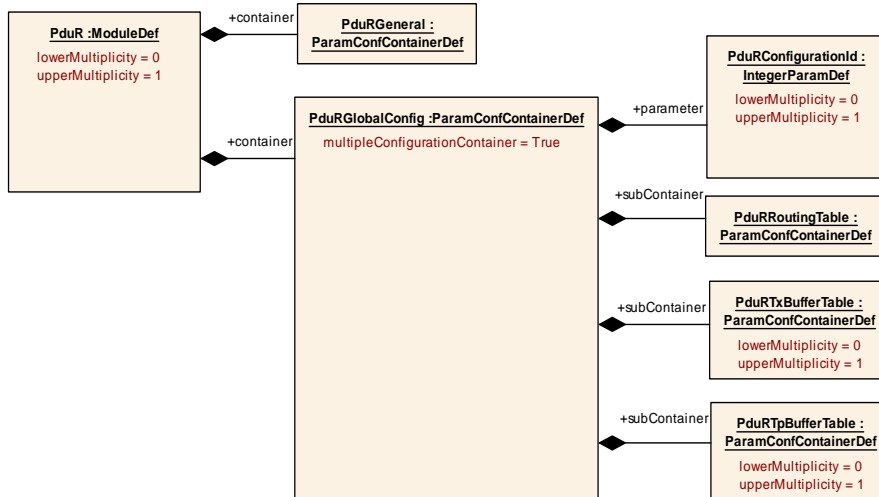 PduR :ModuleDef
lowerMultiplicity = 0
upperMultiplicity = 1
+container
PduRGeneral :
ParamConfContainerDef
+container
PduRGlobalConfig :ParamConfContainerDef
multipleConfigurationContainer = True
+parameter
PduRConfigurationId :
IntegerParamDef
lowerMultiplicity = 0
upperMultiplicity = 1
+subContainer
PduRRoutingTable :
ParamConfContainerDef
+subContainer
PduRTxBufferTable :
ParamConfContainerDef
lowerMultiplicity = 0
upperMultiplicity = 1
+subContainer
PduRTpBufferTable :
ParamConfContainerDef
lowerMultiplicity = 0
upperMultiplicity = 1